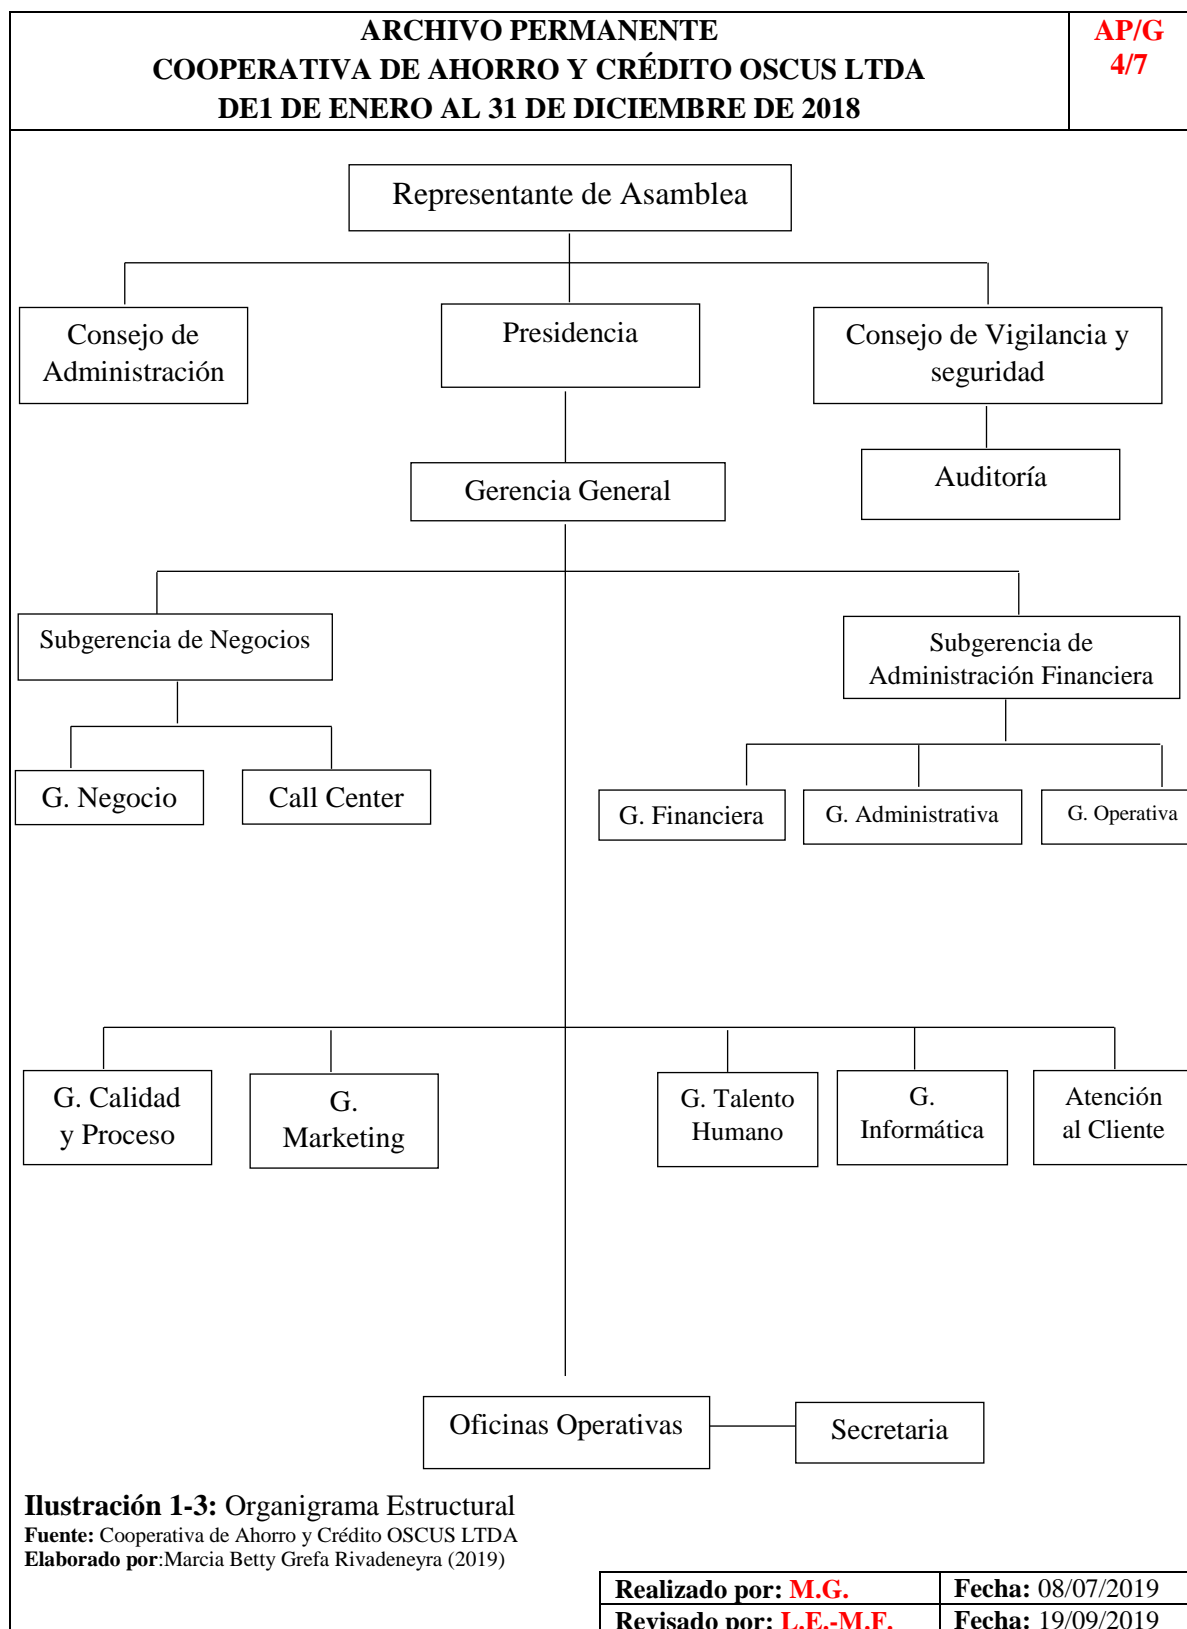 ARCHIVO PERMANENTE
COOPERATIVA DE AHORRO Y CRÉDITO OSCUS LTDA
DE1 DE ENERO AL 31 DE DICIEMBRE DE 2018
AP/G
4/7
Representante de Asamblea
Consejo de
Administración
Presidencia
Consejo de Vigilancia y
seguridad
Gerencia General
Auditoría
Subgerencia de Negocios
Subgerencia de
Administración Financiera
G. Negocio
Call Center
G. Financiera
G. Administrativa
G. Operativa
G. Calidad
y Proceso
G.
Marketing
G. Talento
Humano
G.
Informática
Atención
al Cliente
Oficinas Operativas
Secretaria
Ilustración 1-3: Organigrama Estructural
Fuente: Cooperativa de Ahorro y Crédito OSCUS LTDA
Elaborado por:Marcia Betty Grefa Rivadeneyra (2019)
Realizado por: M.G.
Fecha: 08/07/2019
Revisado por: L.E.-M.F.
Fecha: 19/09/2019